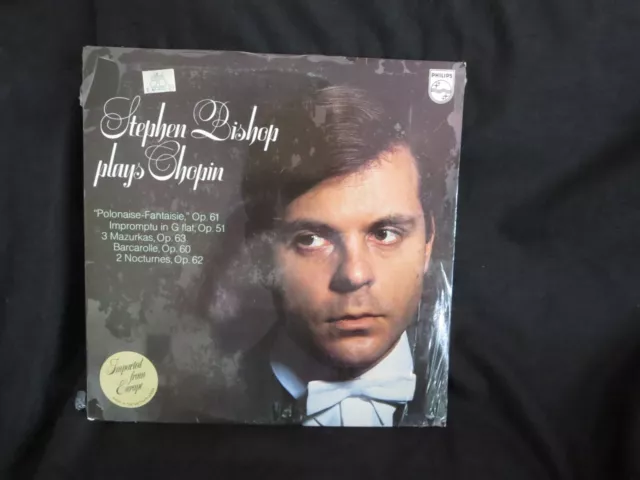 PHILIPS
Stephen Bishop
plays Chopin
"Polonaise-Fantaisie," Op. 61
Impromptu in G flat, Op. 51
3 Mazurkas, Op. 63
Barcarolle, Op. 60
2 Nocturnes, Op. 62
Imported
from
Europe